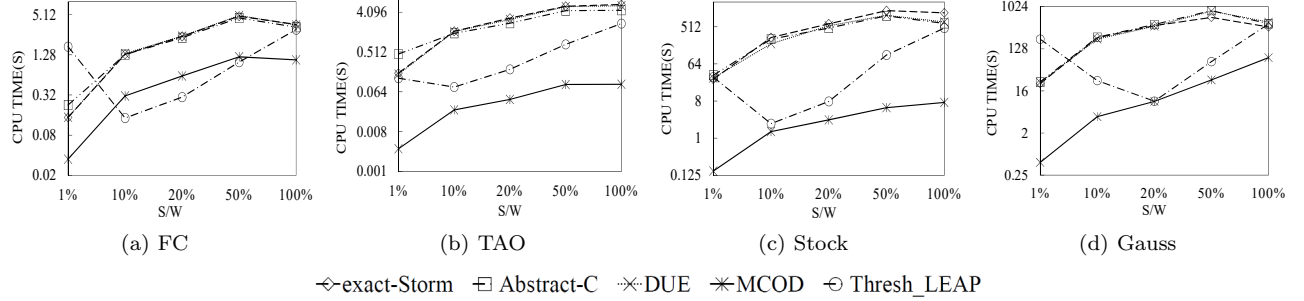 CPU TIME(S)
5.12
1.28
0.32
0.08
0.02
1% 10% 20% 50% 100%
S/W
(a) FC
CPU TIME(S)
4.096
0.512
0.064
0.008
0.001
1% 10% 20% 50% 100%
S/W
(b) TAO
CPU TIME(S)
512
64
8
1
0.125
1% 10% 20% 50% 100%
S/W
(c) Stock
CPU TIME(S)
1024
128
16
2
0.25
1% 10% 20% 50% 100%
S/W
(d) Gauss
exact-Storm Abstract-C DUE MCOD Thresh_LEAP